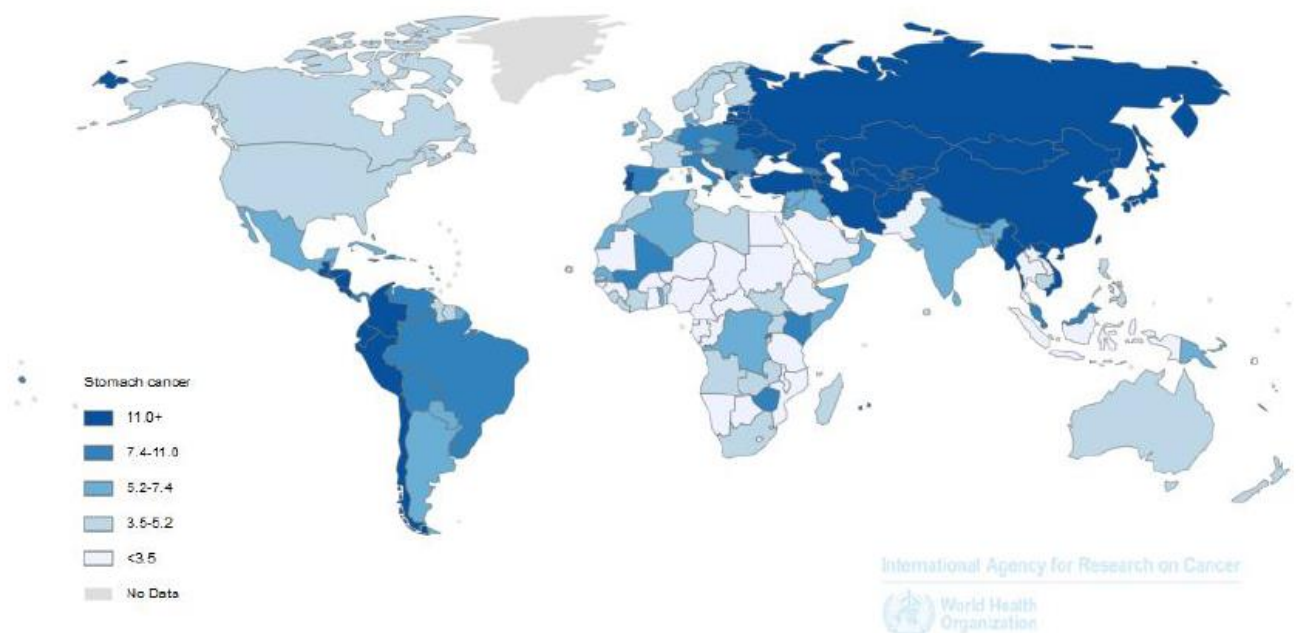 Stomach cancer
11.0+
7.4-11.0
5.2-7.4
3.5-5.2
<3.5
No Data
International Agency for Research on Cancer
World Health
Organization